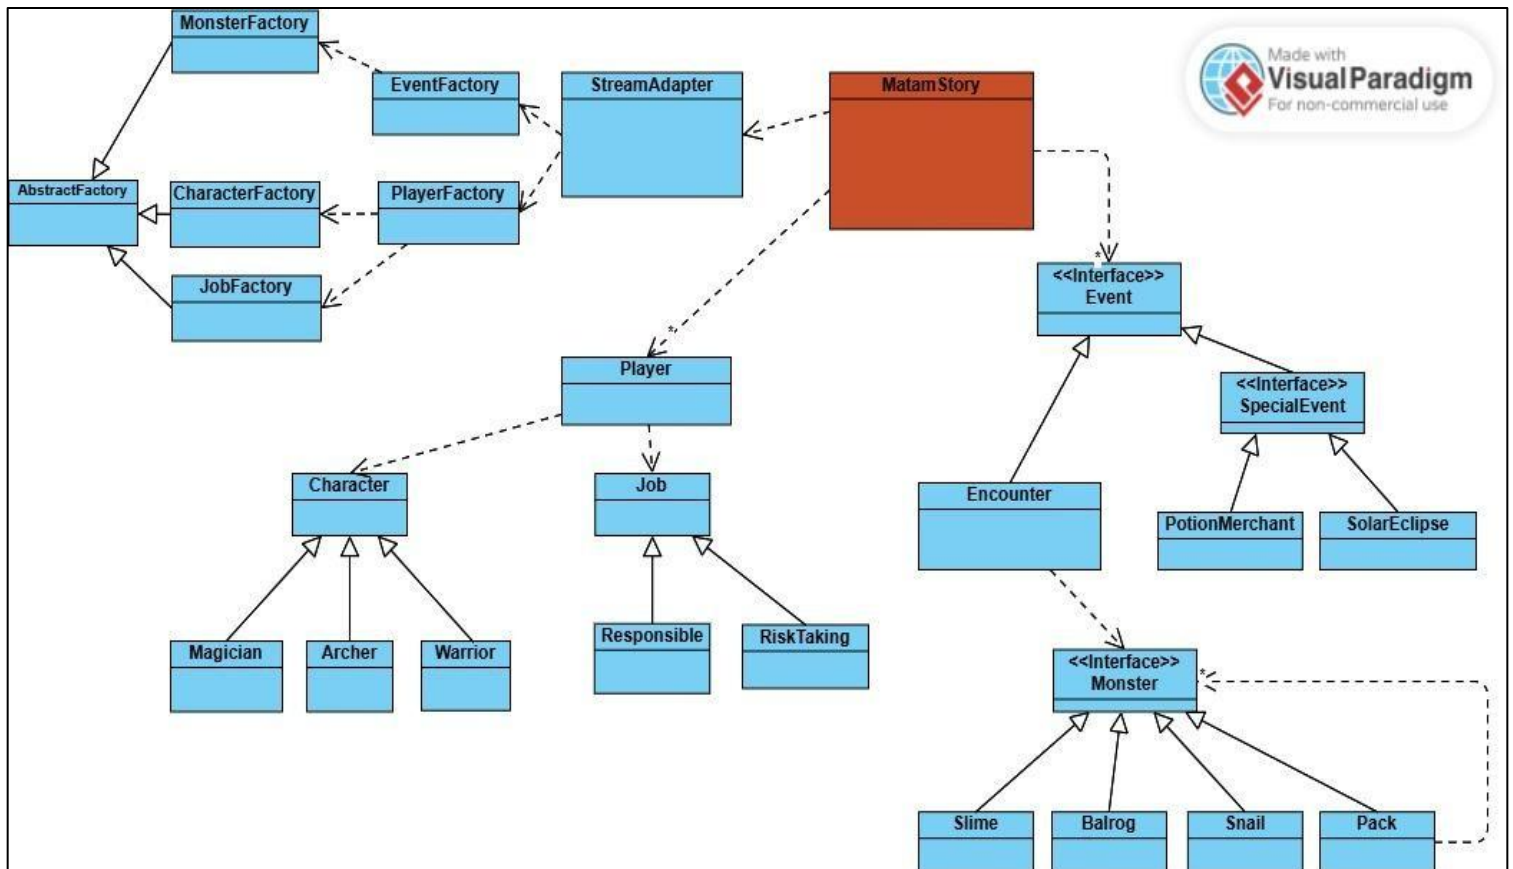 MonsterFactory
EventFactory
StreamAdapter
MatamStory
Made with
Visual Paradigm
For non-commercial use
AbstractFactory
CharacterFactory
PlayerFactory
JobFactory
*
<<Interface>>
Event
*
Player
<<Interface>>
SpecialEvent
Character
Job
Encounter
PotionMerchant
SolarEclipse
Magician
Archer
Warrior
Responsible
RiskTaking
<<Interface>>
Monster
*
Slime
Balrog
Snail
Pack